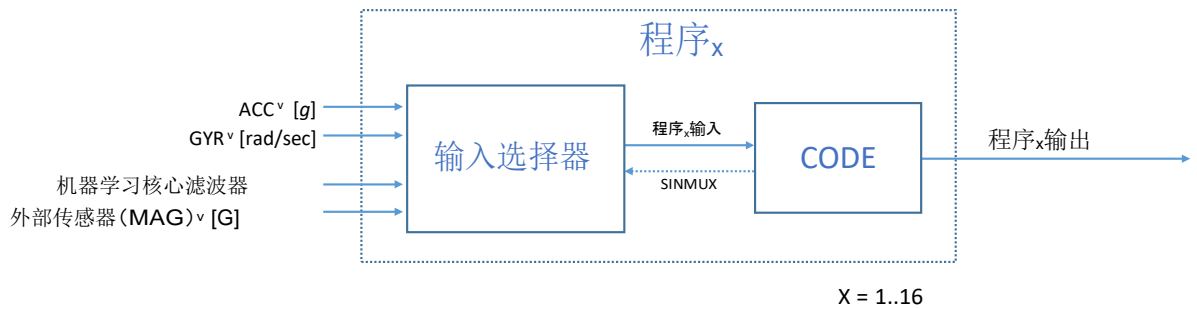 程序x
ACCᵛ [g]
GYRᵛ [rad/sec]
机器学习核心滤波器
外部传感器(MAG)ᵛ [G]
输入选择器
程序x输入
SINMUX
CODE
程序x输出
X = 1..16